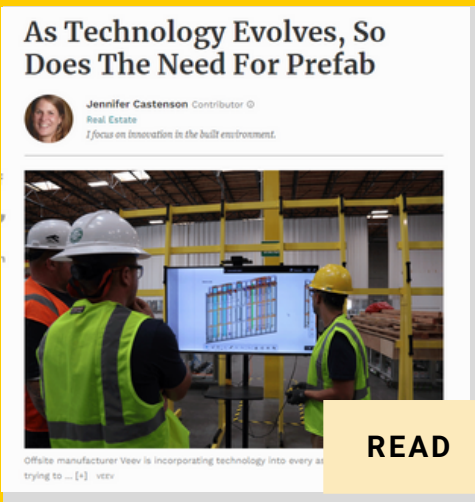 As Technology Evolves, So
Does The Need For Prefab
Jennifer Castenson Contributor
Real Estate
I focus on innovation in the built environment.
Offsite manufacturer Veev is incorporating technology into every as
trying to ... [+] VEEV
READ